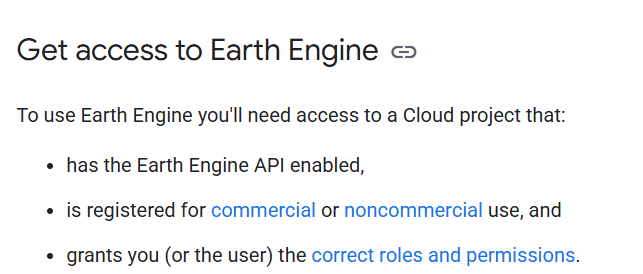 Get access to Earth Engine
To use Earth Engine you'll need access to a Cloud project that:
• has the Earth Engine API enabled,
• is registered for commercial or noncommercial use, and
• grants you (or the user) the correct roles and permissions.